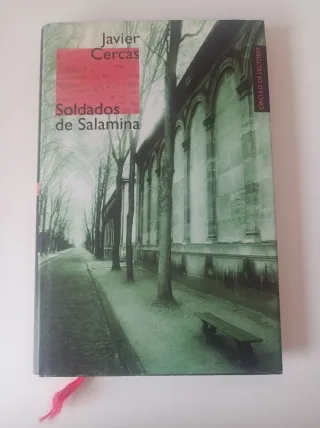 Javier
Cercas
Soldados
de Salamina
CÍRCULO DE LECTORES